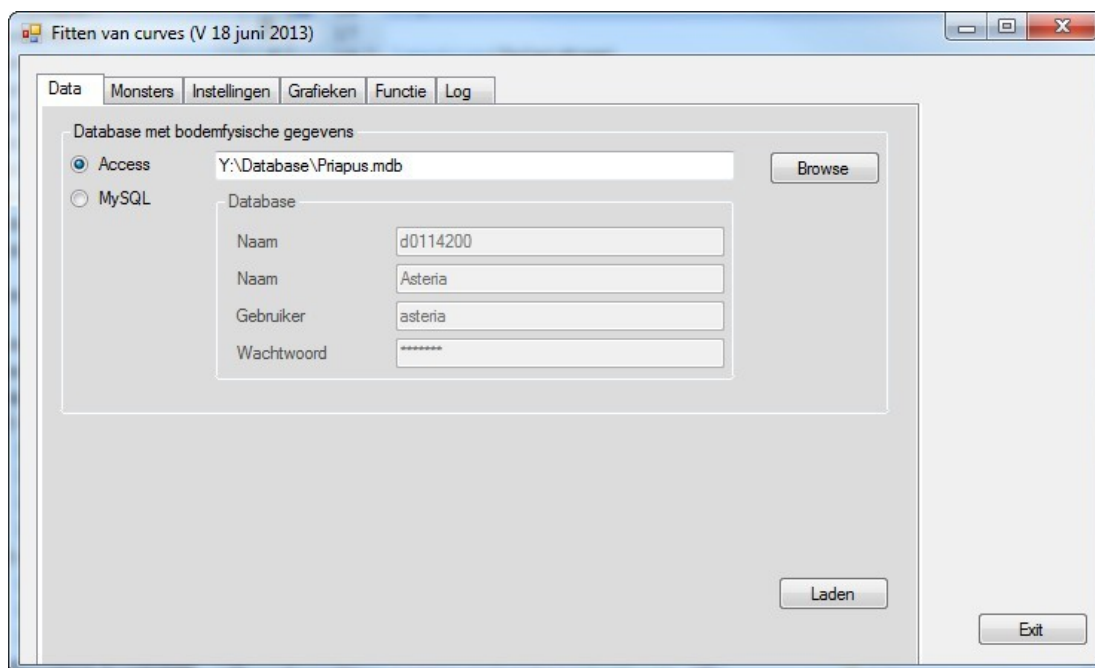 Fitten van curves (V 18 juni 2013)
Data Monsters Instellingen Grafieken Functie Log
Database met bodemfysische gegevens
Access Y:\Database\Priapus.mdb Browse
MySQL
Database
Naam d0114200
Naam Asteria
Gebruiker asteria
Wachtwoord *******
Laden
Exit